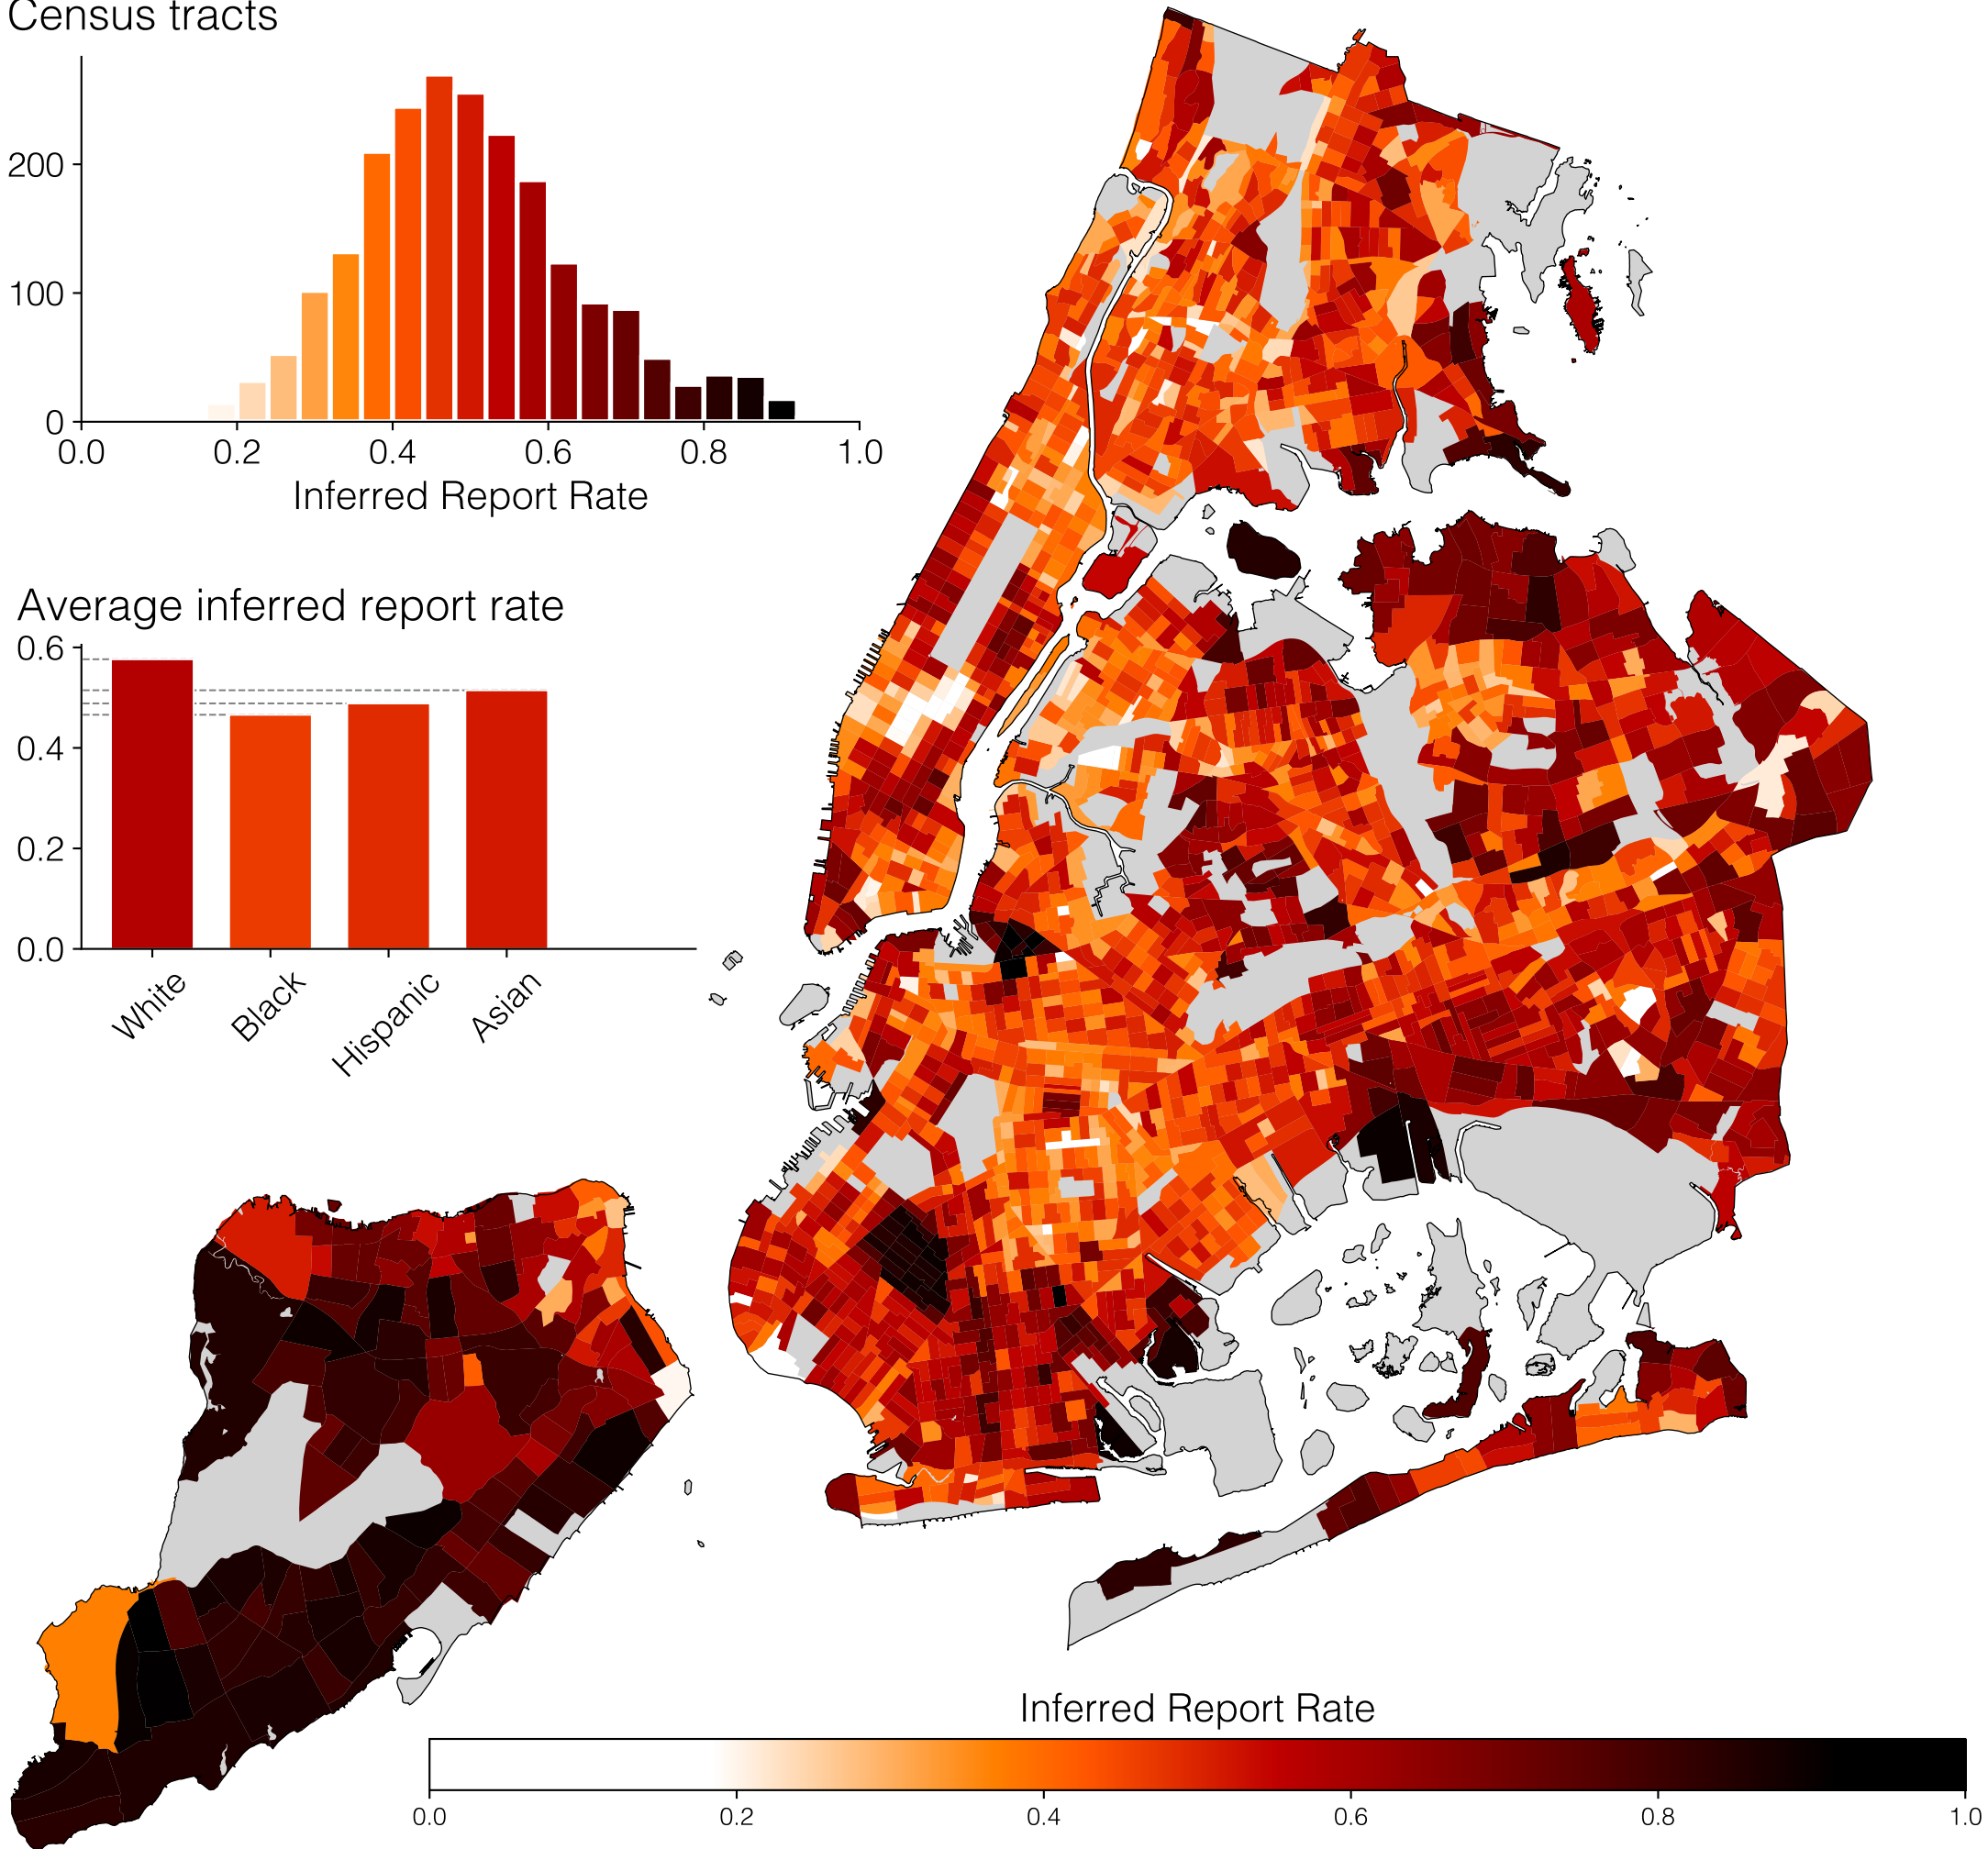 Census tracts
200
100
0
0.0 0.2 0.4 0.6 0.8 1.0
Inferred Report Rate
Average inferred report rate
0.6
0.4
0.2
0.0
White Black Hispanic Asian
Inferred Report Rate
0.0 0.2 0.4 0.6 0.8 1.0